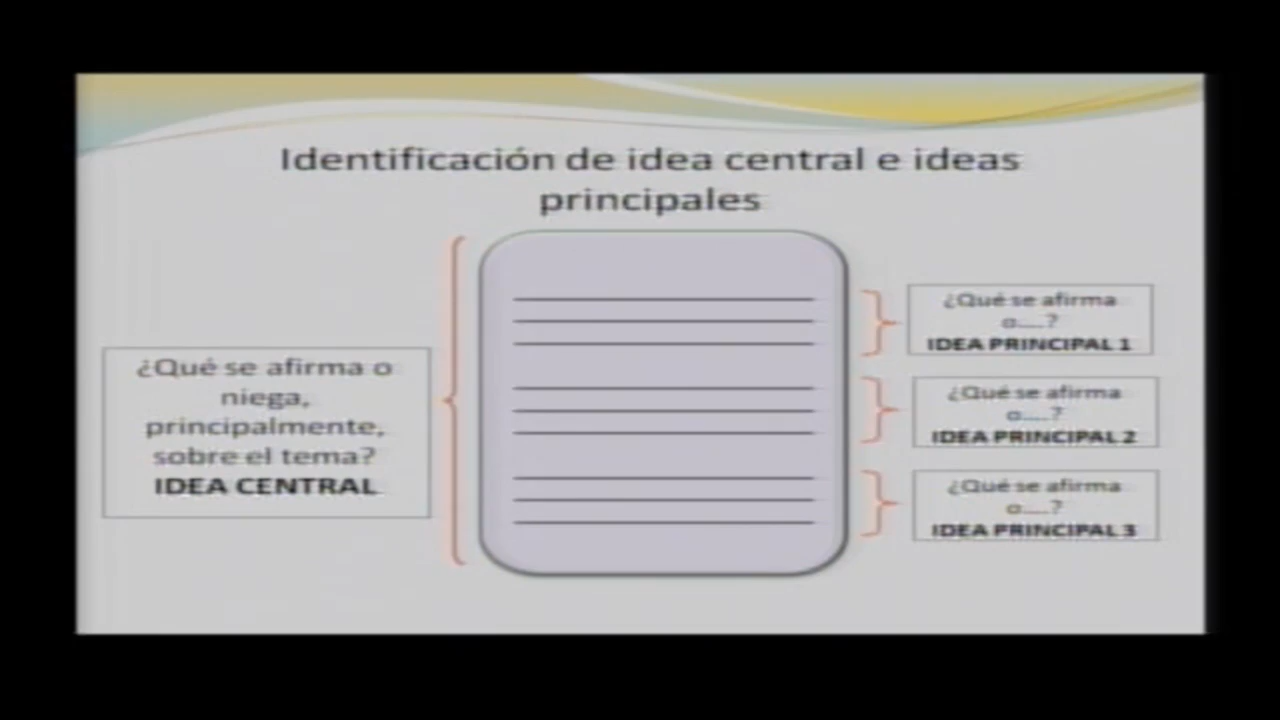 Identificación de idea central e ideas
principales
¿Qué se afirma o
niega,
principalmente,
sobre el tema?
IDEA CENTRAL
¿Qué se afirma
o....?
IDEA PRINCIPAL 1
¿Qué se afirma
o....?
IDEA PRINCIPAL 2
¿Qué se afirma
o....?
IDEA PRINCIPAL 3